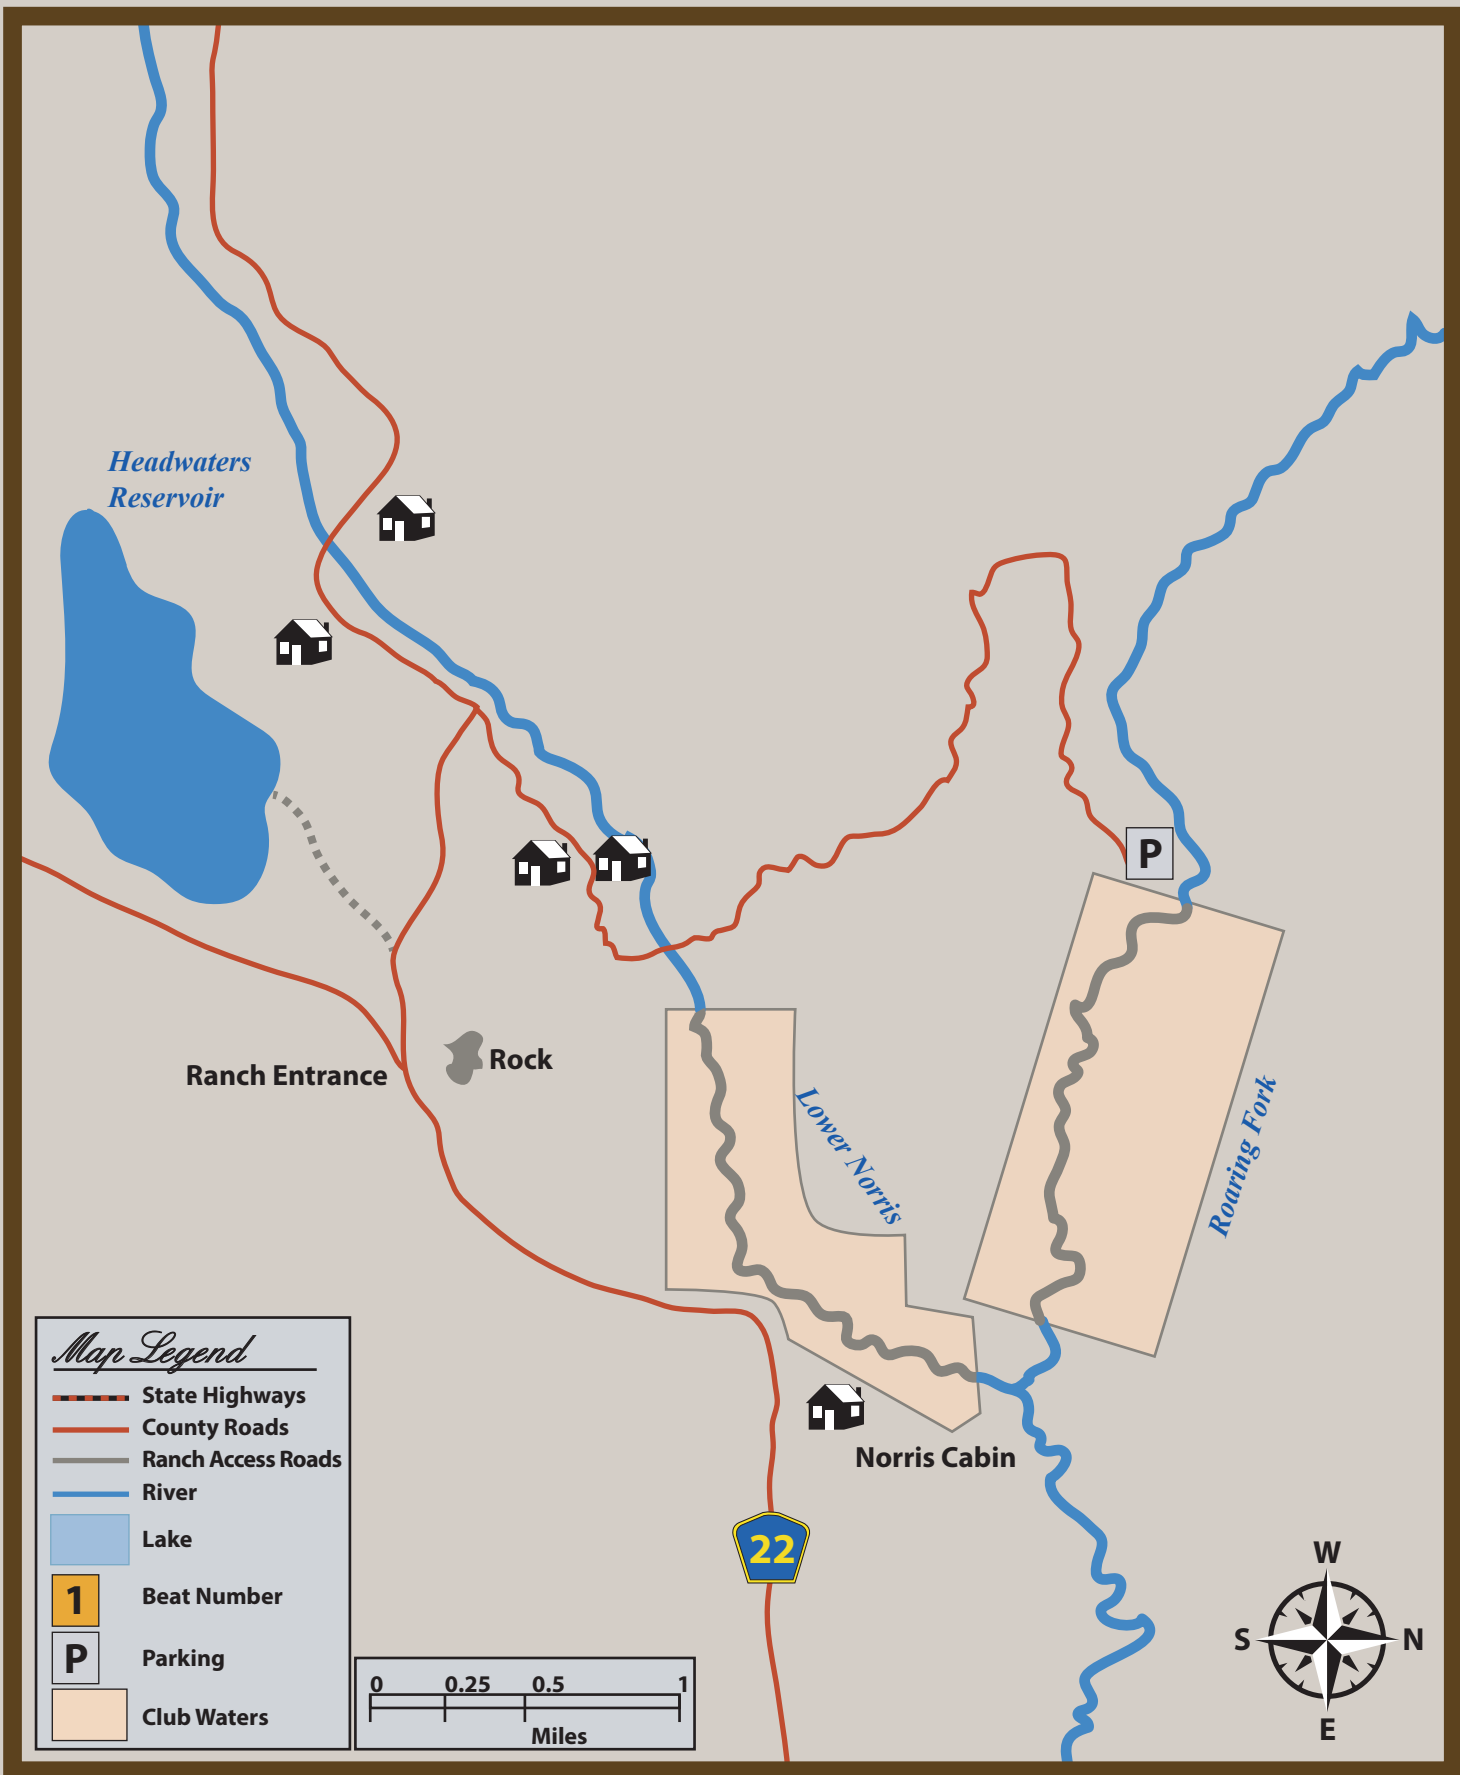 Headwaters
Reservoir
P
Ranch Entrance
Rock
Lower Norris
Roaring Fork
Norris Cabin
22
Map Legend
State Highways
County Roads
Ranch Access Roads
River
Lake
1 Beat Number
P Parking
Club Waters
0 0.25 0.5 1
Miles
W
S N
E